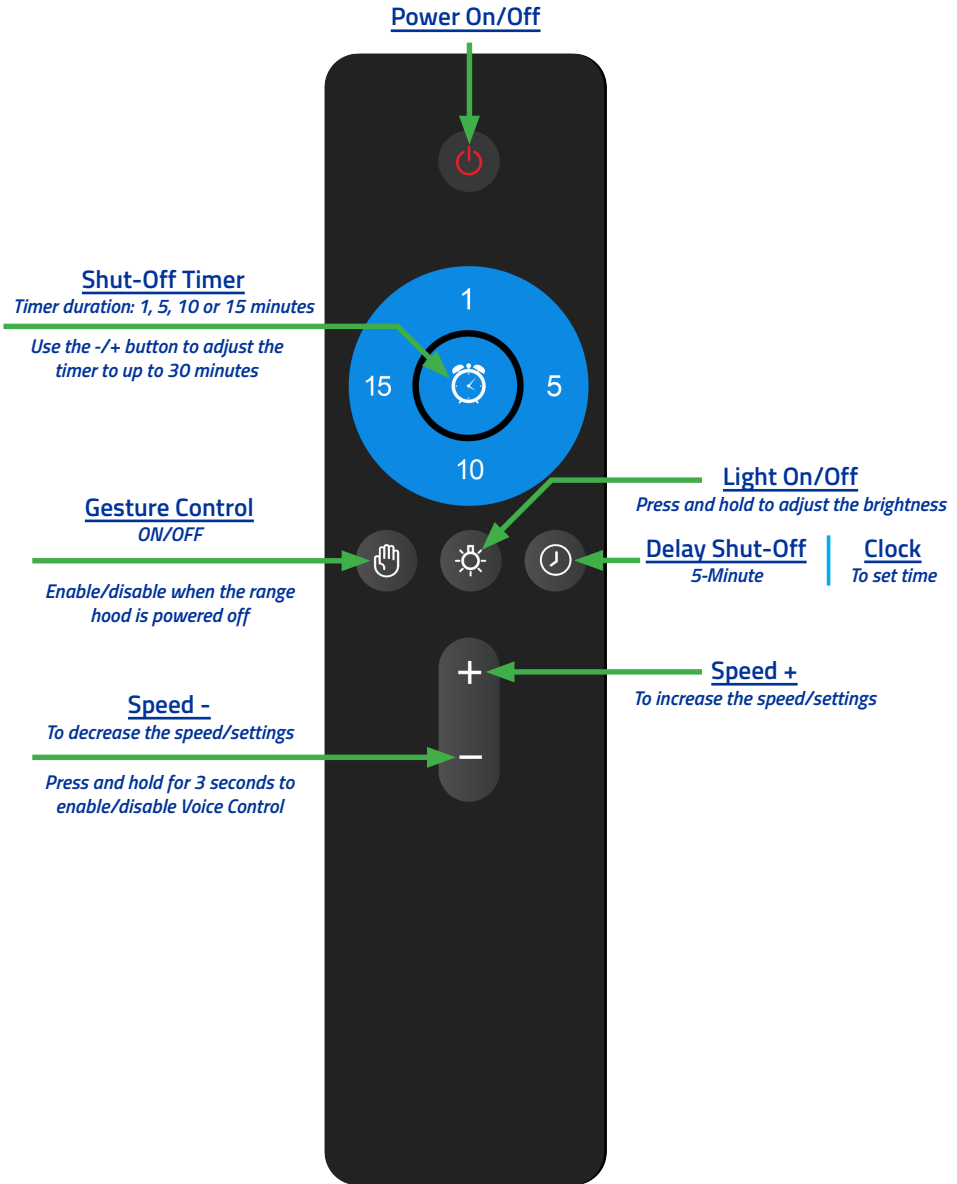 Power On/Off
Shut-Off Timer
Timer duration: 1, 5, 10 or 15 minutes
Use the -/+ button to adjust the
timer to up to 30 minutes
1
15
5
10
Light On/Off
Press and hold to adjust the brightness
Gesture Control
ON/OFF
Enable/disable when the range
hood is powered off
Delay Shut-Off
5-Minute
Clock
To set time
+
Speed +
To increase the speed/settings
Speed -
To decrease the speed/settings
−
Press and hold for 3 seconds to
enable/disable Voice Control